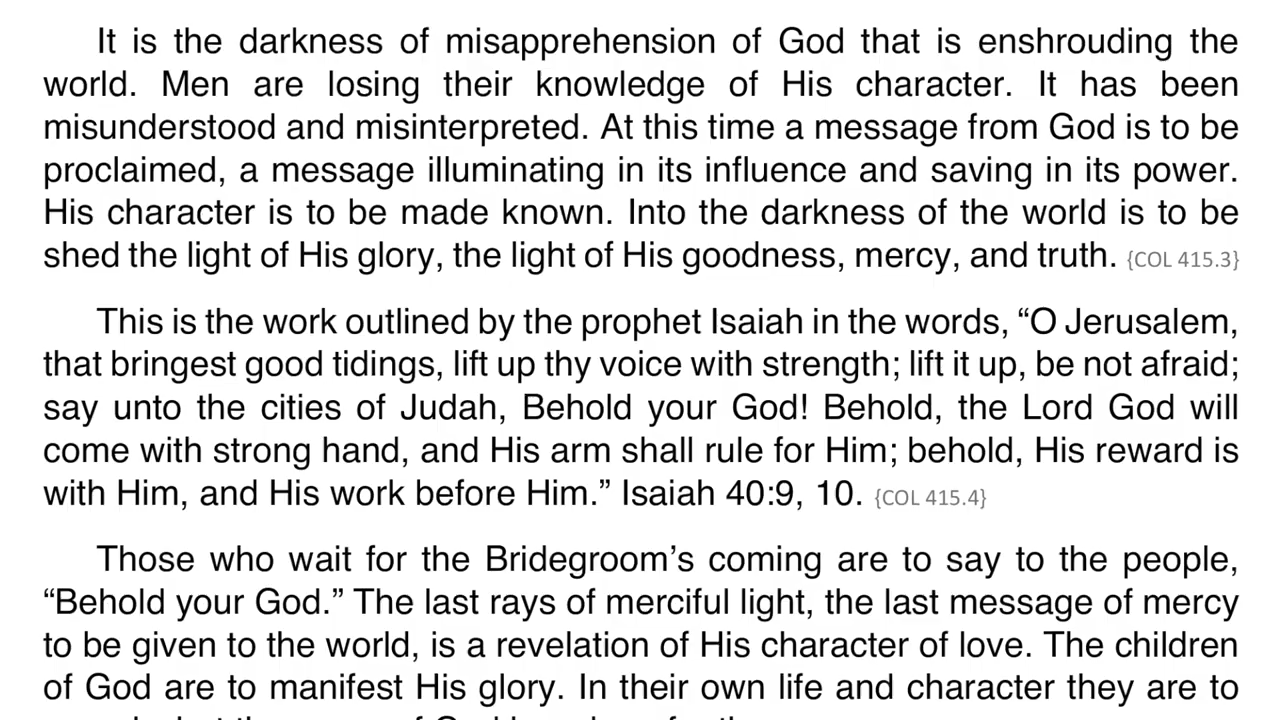 It is the darkness of misapprehension of God that is enshrouding the
world. Men are losing their knowledge of His character. It has been
misunderstood and misinterpreted. At this time a message from God is to be
proclaimed, a message illuminating in its influence and saving in its power.
His character is to be made known. Into the darkness of the world is to be
shed the light of His glory, the light of His goodness, mercy, and truth. {COL 415.3}
This is the work outlined by the prophet Isaiah in the words, “O Jerusalem,
that bringest good tidings, lift up thy voice with strength; lift it up, be not afraid;
say unto the cities of Judah, Behold your God! Behold, the Lord God will
come with strong hand, and His arm shall rule for Him; behold, His reward is
with Him, and His work before Him.” Isaiah 40:9, 10. {COL 415.4}
Those who wait for the Bridegroom’s coming are to say to the people,
“Behold your God.” The last rays of merciful light, the last message of mercy
to be given to the world, is a revelation of His character of love. The children
of God are to manifest His glory. In their own life and character they are to